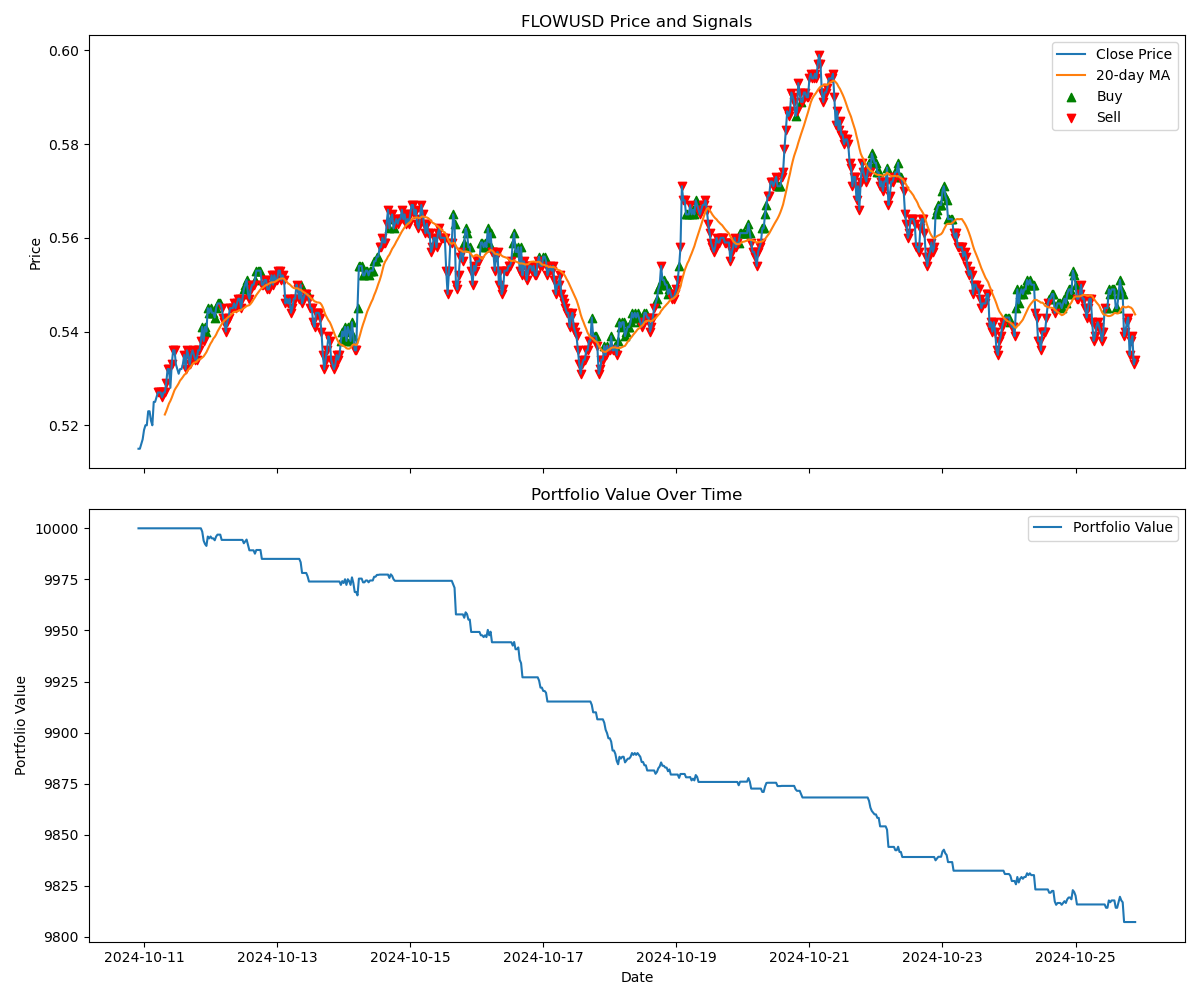 FLOWUSD Price and Signals
Price
0.60
0.58
0.56
0.54
0.52
Close Price
20-day MA
Buy
Sell
Portfolio Value Over Time
Portfolio Value
10000
9975
9950
9925
9900
9875
9850
9825
9800
Portfolio Value
2024-10-11
2024-10-13
2024-10-15
2024-10-17
2024-10-19
2024-10-21
2024-10-23
2024-10-25
Date